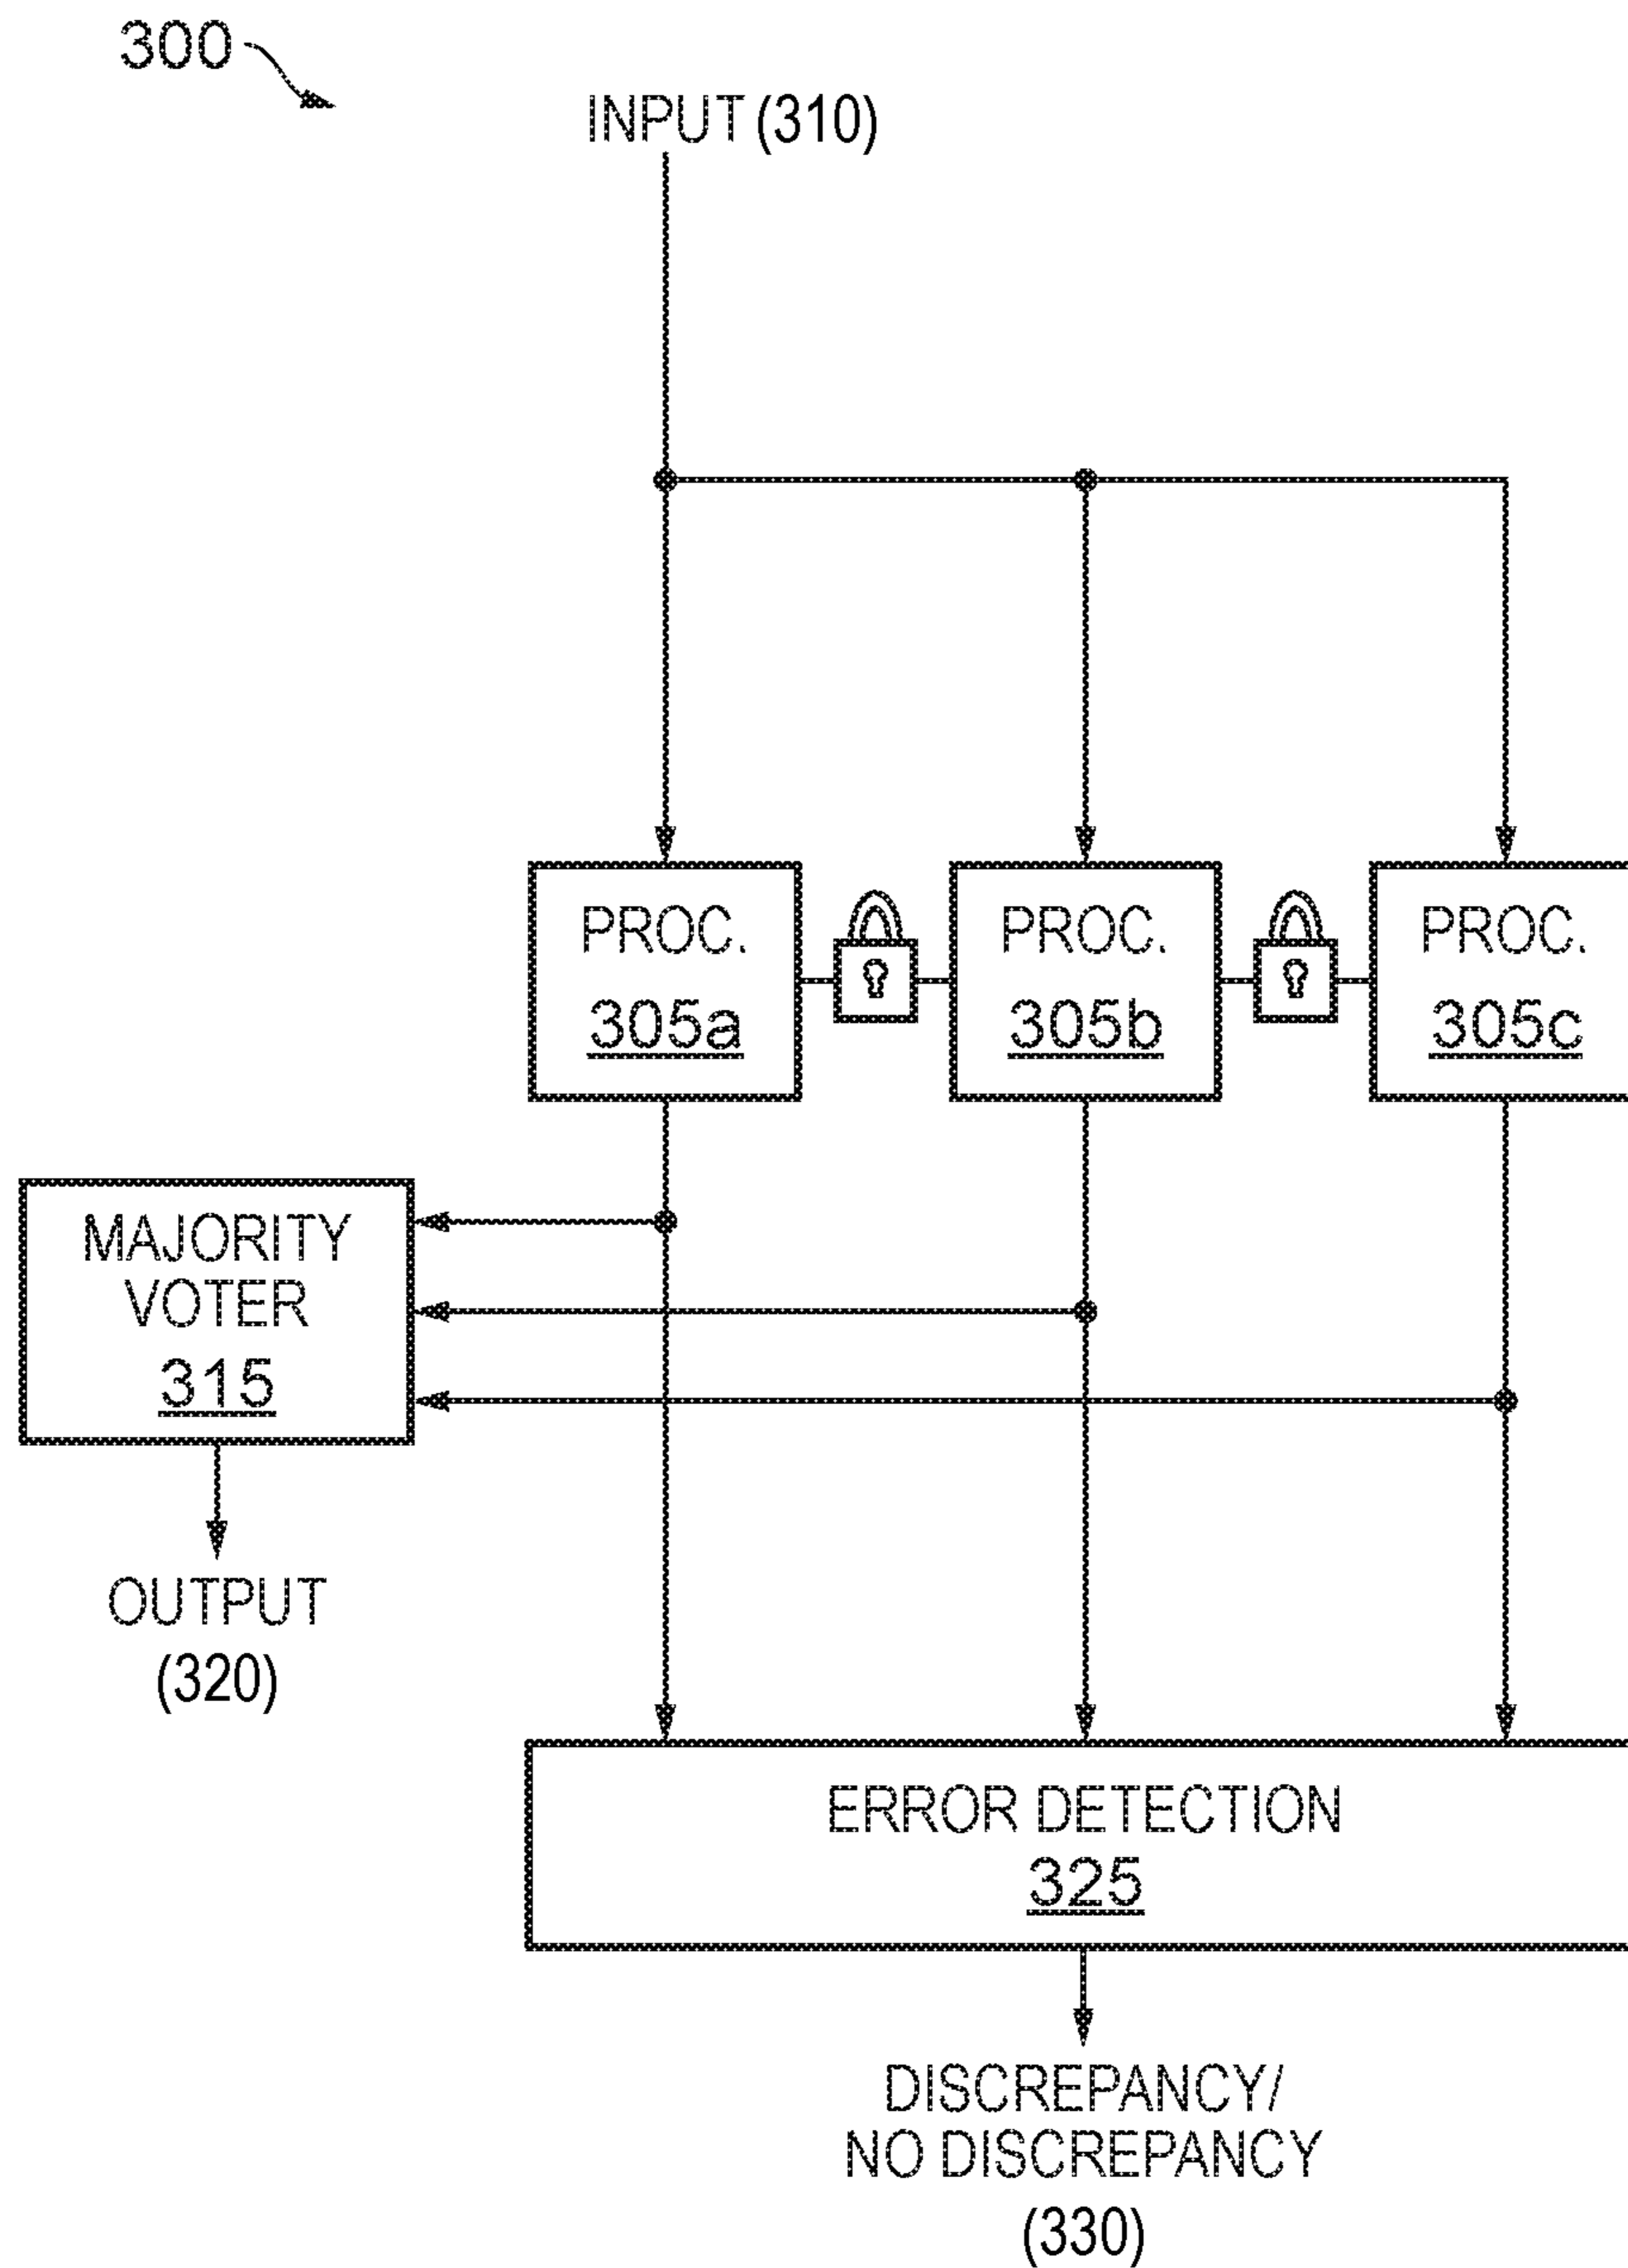 300
INPUT (310)
PROC.
305a
PROC.
305b
PROC.
305c
MAJORITY
VOTER
315
OUTPUT
(320)
ERROR DETECTION
325
DISCREPANCY/
NO DISCREPANCY
(330)